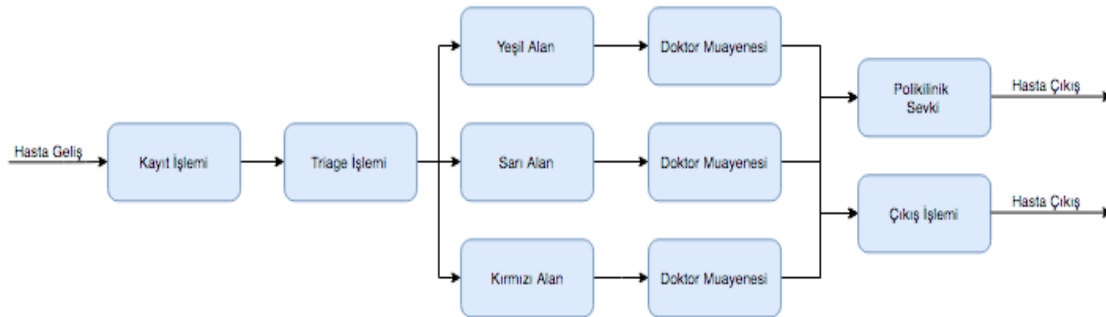 Hasta Geliş
Kayıt İşlemi
Triage İşlemi
Yeşil Alan
Doktor Muayenesi
Sarı Alan
Doktor Muayenesi
Kırmızı Alan
Doktor Muayenesi
Polikilinik
Sevki
Hasta Çıkış
Çıkış İşlemi
Hasta Çıkış